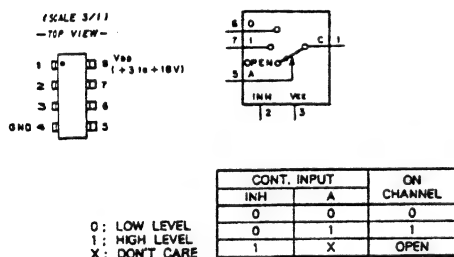 (SCALE 3/1)
—TOP VIEW—
1 8 VDD
(+3 to +18V)
2 7
3 6
GND 4 5
6 0
7 1
OPEN C 1
5 A
INH VEE
2 3
CONT. INPUT ON CHANNEL
INH A
0 0 0
0 1 1
1 X OPEN
0 : LOW LEVEL
1 : HIGH LEVEL
X : DON'T CARE